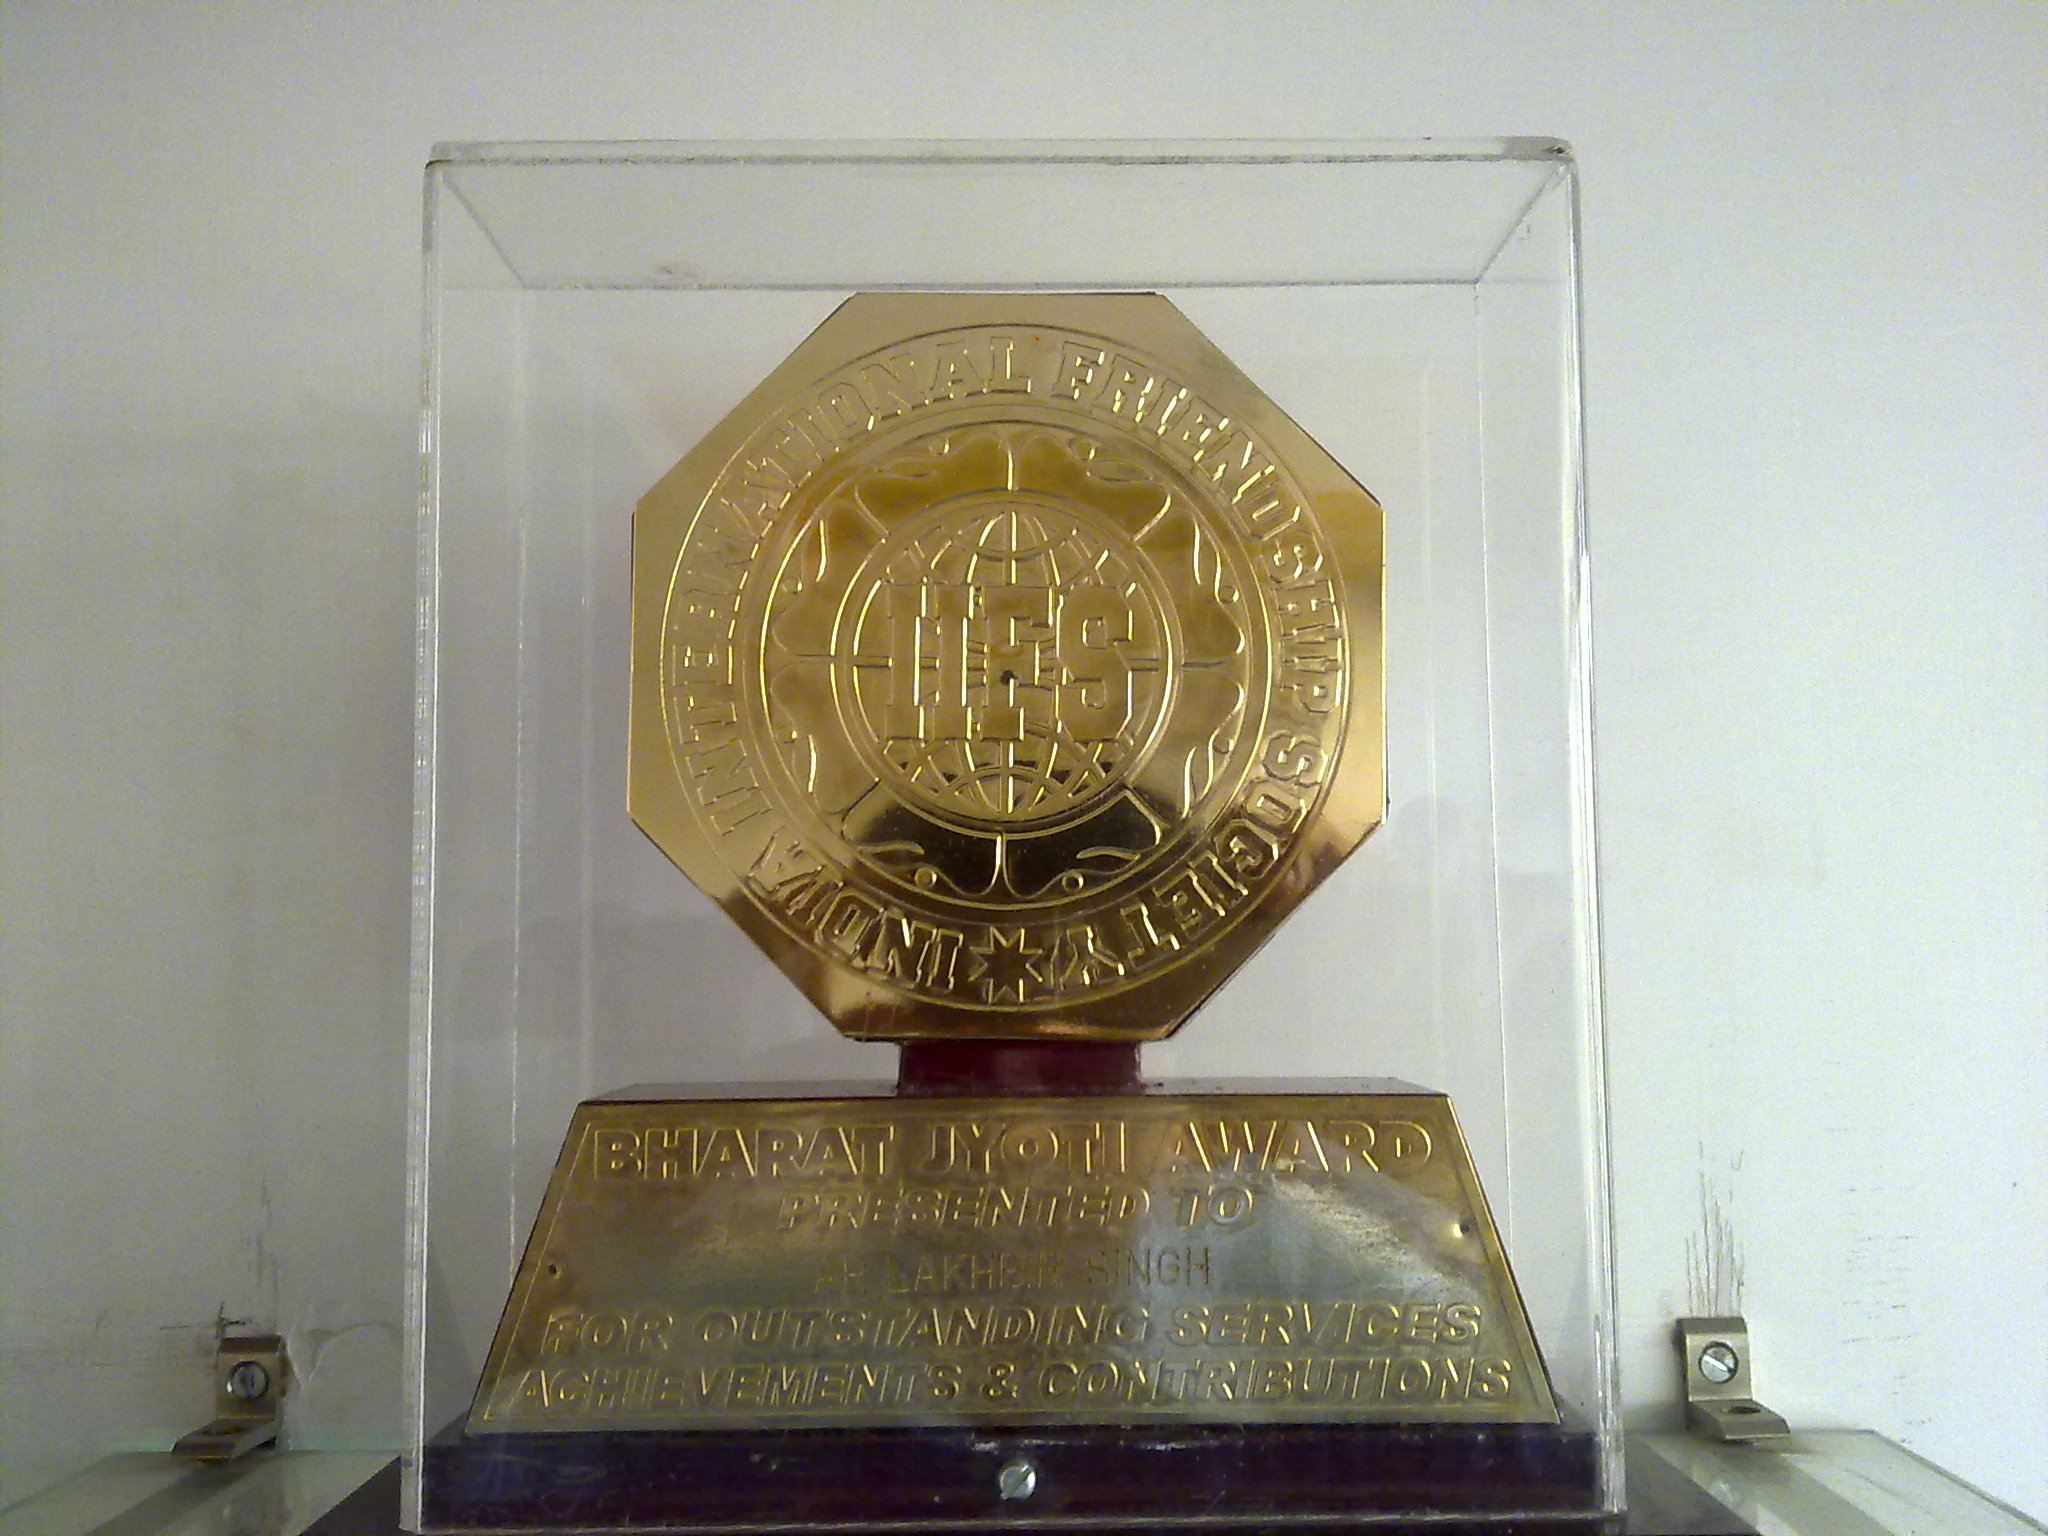 INDIA INTERNATIONAL FRIENDSHIP SOCIETY
IIFS
BHARAT JYOTI AWARD
PRESENTED TO
AR LAKHBIR SINGH
FOR OUTSTANDING SERVICES
ACHIEVEMENTS & CONTRIBUTIONS